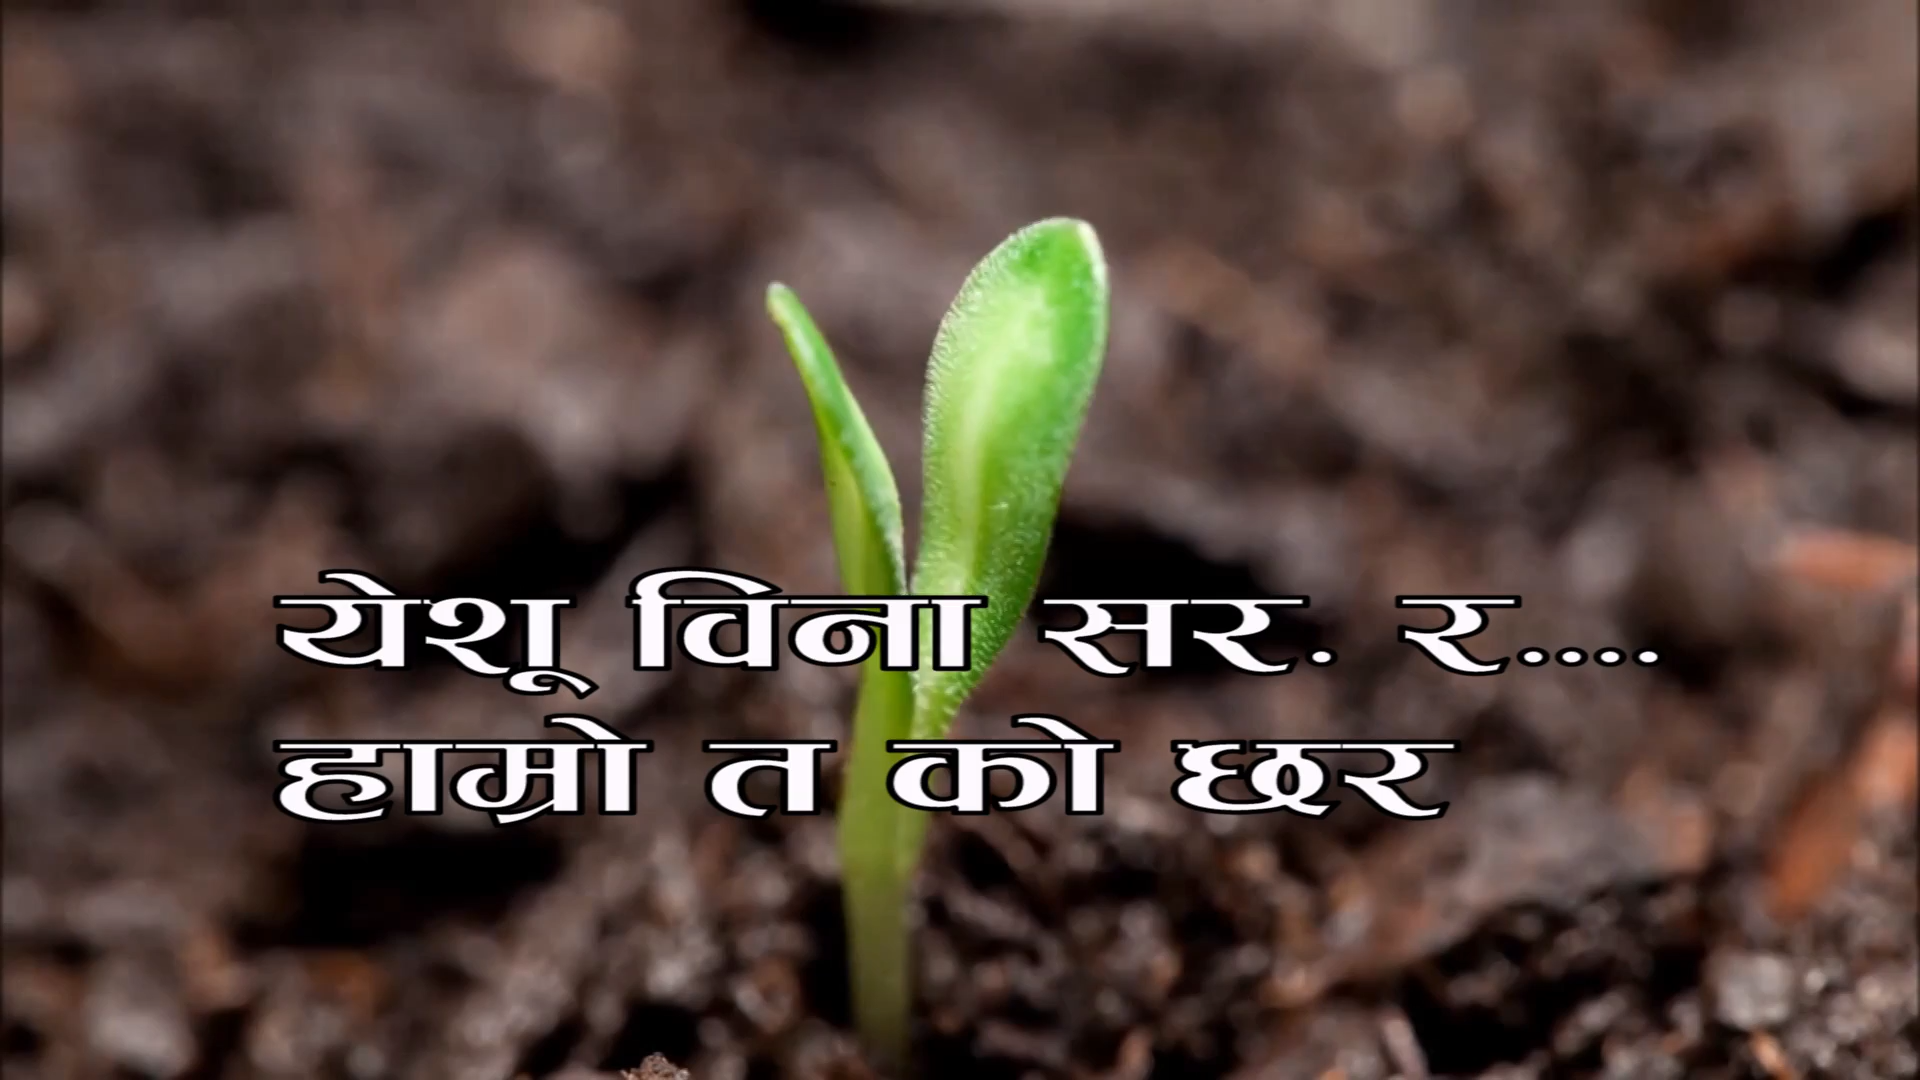 येशू विना सर. र....
हाम्रो त को छर